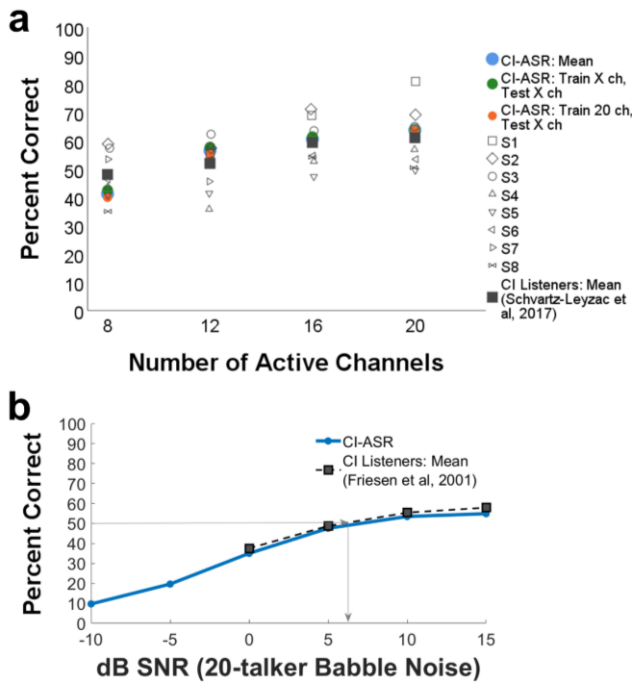 a
Percent Correct
100
90
80
70
60
50
40
30
20
10
0
8 12 16 20
Number of Active Channels
CI-ASR: Mean
CI-ASR: Train X ch,
Test X ch
CI-ASR: Train 20 ch,
Test X ch
S1
S2
S3
S4
S5
S6
S7
S8
CI Listeners: Mean
(Schvartz-Leyzac et
al, 2017)
b
Percent Correct
100
90
80
70
60
50
40
30
20
10
0
-10 -5 0 5 10 15
dB SNR (20-talker Babble Noise)
CI-ASR
CI Listeners: Mean
(Friesen et al, 2001)